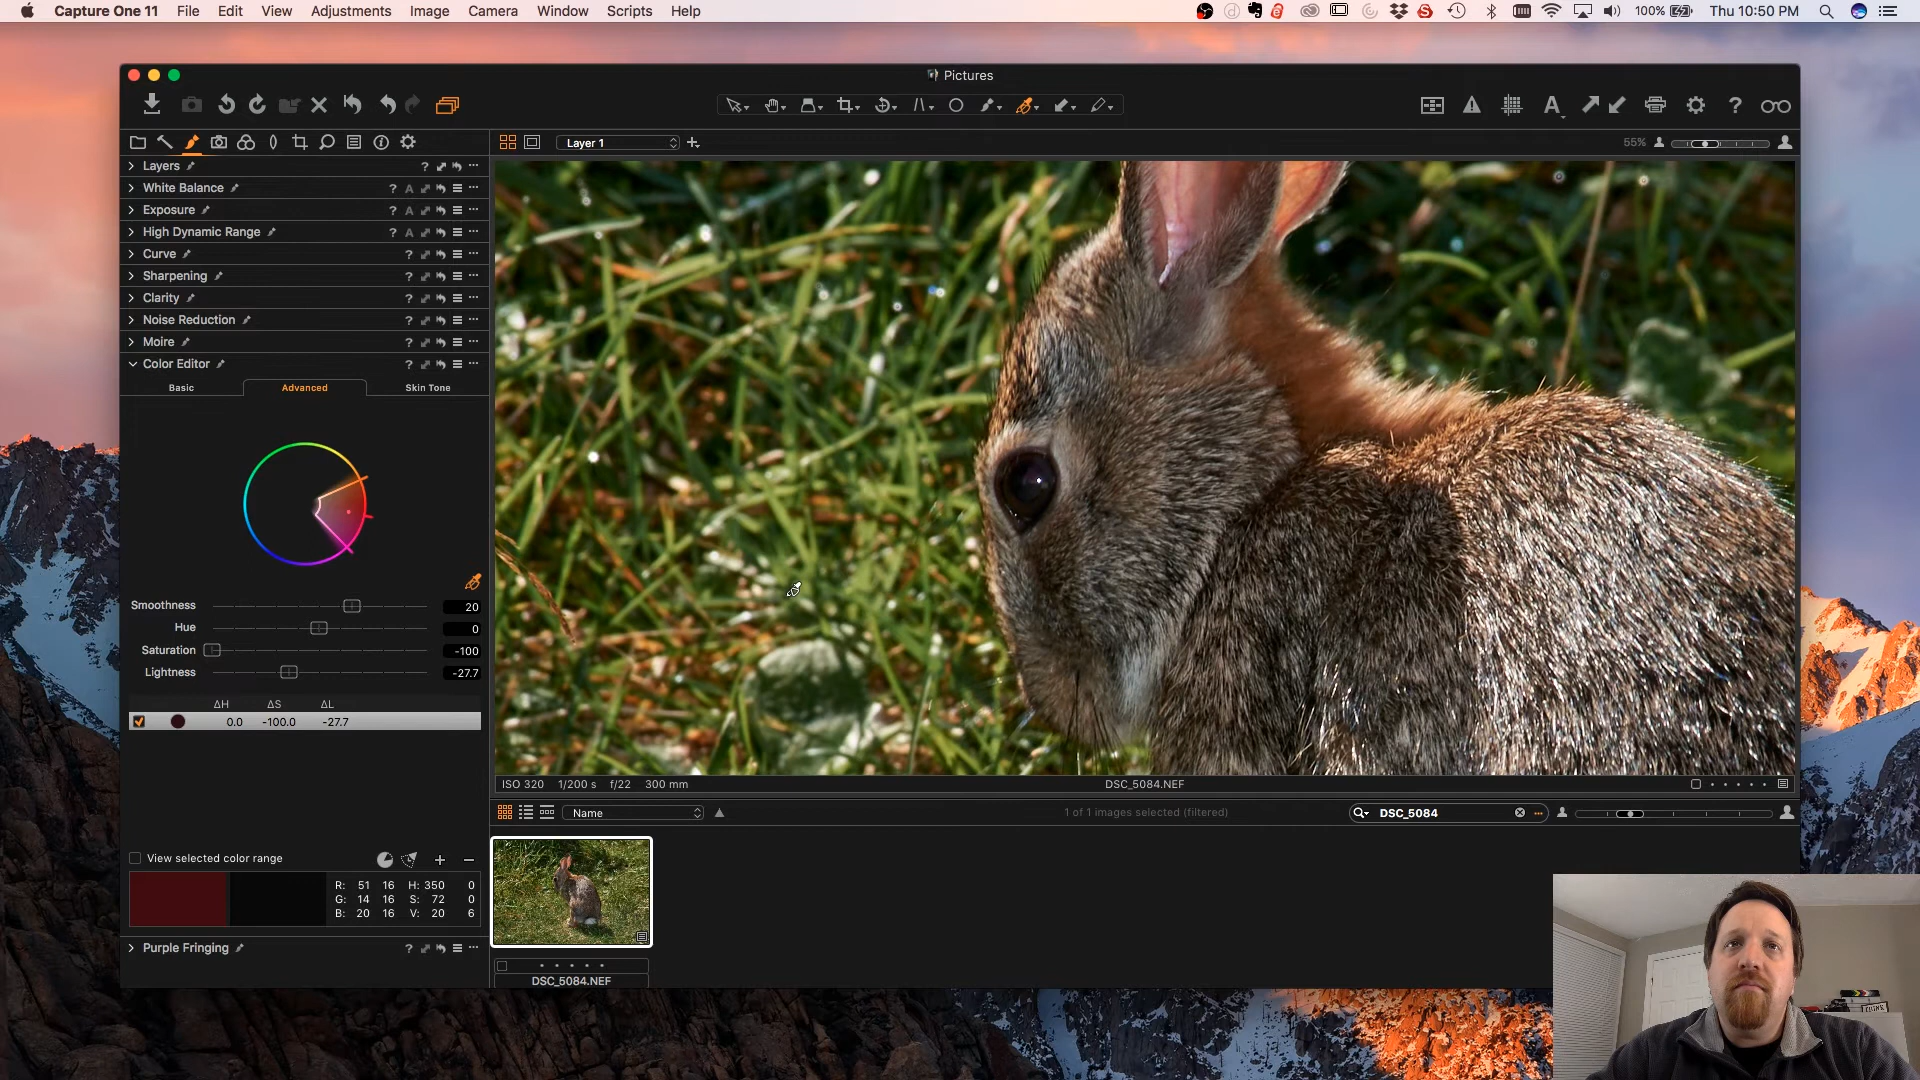 Capture One 11 File Edit View Adjustments Image Camera Window Scripts Help
100% Thu 10:50 PM
Pictures
Layer 1
55%
Layers
White Balance
Exposure
High Dynamic Range
Curve
Sharpening
Clarity
Noise Reduction
Moire
Color Editor
Basic Advanced Skin Tone
Smoothness 20
Hue 0
Saturation -100
Lightness -27.7
ΔH ΔS ΔL
0.0 -100.0 -27.7
View selected color range
R: 51 16 H: 350 0
G: 14 16 S: 72 0
B: 20 16 V: 20 6
Purple Fringing
ISO 320 1/200 s f/22 300 mm
DSC_5084.NEF
Name
1 of 1 images selected (filtered)
DSC_5084
DSC_5084.NEF